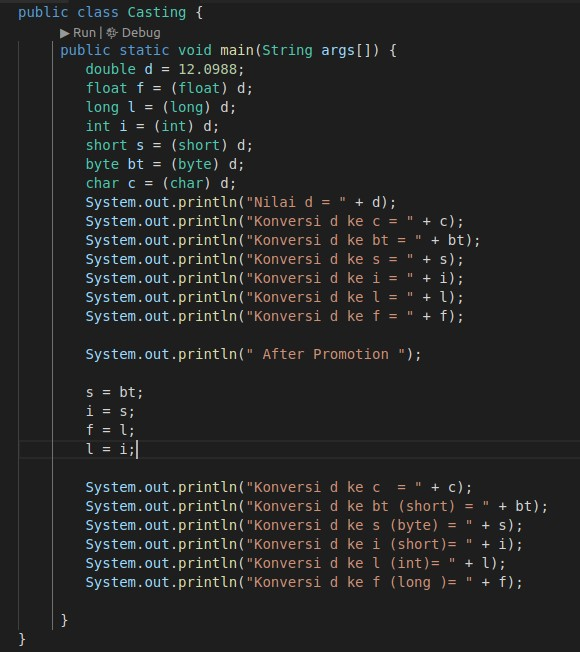 public class Casting {
Run | Debug
public static void main(String args[]) {
double d = 12.0988;
float f = (float) d;
long l = (long) d;
int i = (int) d;
short s = (short) d;
byte bt = (byte) d;
char c = (char) d;
System.out.println("Nilai d = " + d);
System.out.println("Konversi d ke c = " + c);
System.out.println("Konversi d ke bt = " + bt);
System.out.println("Konversi d ke s = " + s);
System.out.println("Konversi d ke i = " + i);
System.out.println("Konversi d ke l = " + l);
System.out.println("Konversi d ke f = " + f);
System.out.println(" After Promotion ");
s = bt;
i = s;
f = l;
l = i;
System.out.println("Konversi d ke c  = " + c);
System.out.println("Konversi d ke bt (short) = " + bt);
System.out.println("Konversi d ke s (byte) = " + s);
System.out.println("Konversi d ke i (short)= " + i);
System.out.println("Konversi d ke l (int)= " + l);
System.out.println("Konversi d ke f (long )= " + f);
}
}